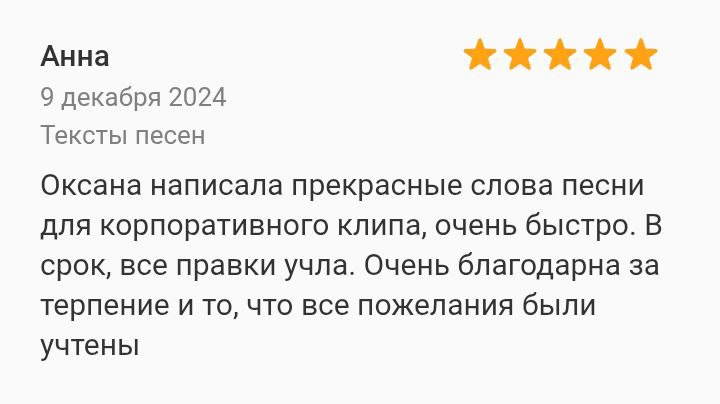 Анна
9 декабря 2024
Тексты песен
Оксана написала прекрасные слова песни
для корпоративного клипа, очень быстро. В
срок, все правки учла. Очень благодарна за
терпение и то, что все пожелания были
учтены